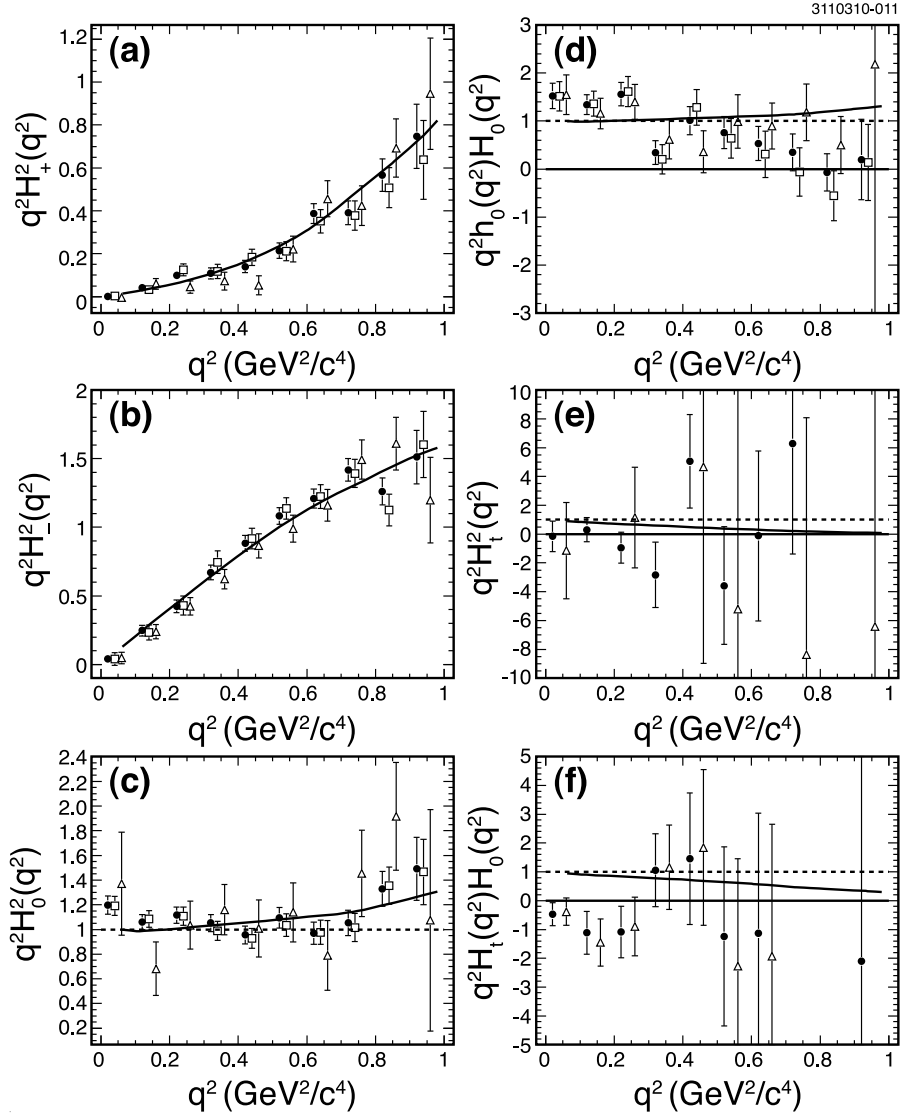 3110310-011
(a)
q²H²₊(q²)
1.2
1
0.8
0.6
0.4
0.2
0
0 0.2 0.4 0.6 0.8 1
q² (GeV²/c⁴)
(d)
q²h₀(q²)H₀(q²)
3
2
1
0
-1
-2
-3
0 0.2 0.4 0.6 0.8 1
q² (GeV²/c⁴)
(b)
q²H²₋(q²)
2
1.5
1
0.5
0
0 0.2 0.4 0.6 0.8 1
q² (GeV²/c⁴)
(e)
q²H²ₜ(q²)
10
8
6
4
2
0
-2
-4
-6
-8
-10
0 0.2 0.4 0.6 0.8 1
q² (GeV²/c⁴)
(c)
q²H²₀(q²)
2.4
2.2
2
1.8
1.6
1.4
1.2
1.0
0.8
0.6
0.4
0.2
0 0.2 0.4 0.6 0.8 1
q² (GeV²/c⁴)
(f)
q²Hₜ(q²)H₀(q²)
5
4
3
2
1
0
-1
-2
-3
-4
-5
0 0.2 0.4 0.6 0.8 1
q² (GeV²/c⁴)